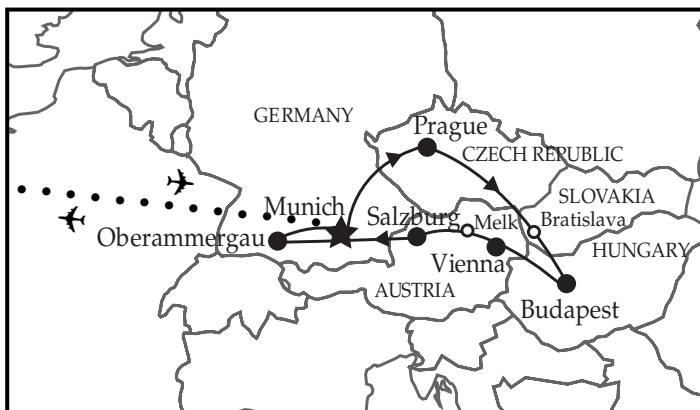 GERMANY
Prague
CZECH REPUBLIC
SLOVAKIA
Munich
Salzburg
Melk
Bratislava
Oberammergau
HUNGARY
Vienna
AUSTRIA
Budapest